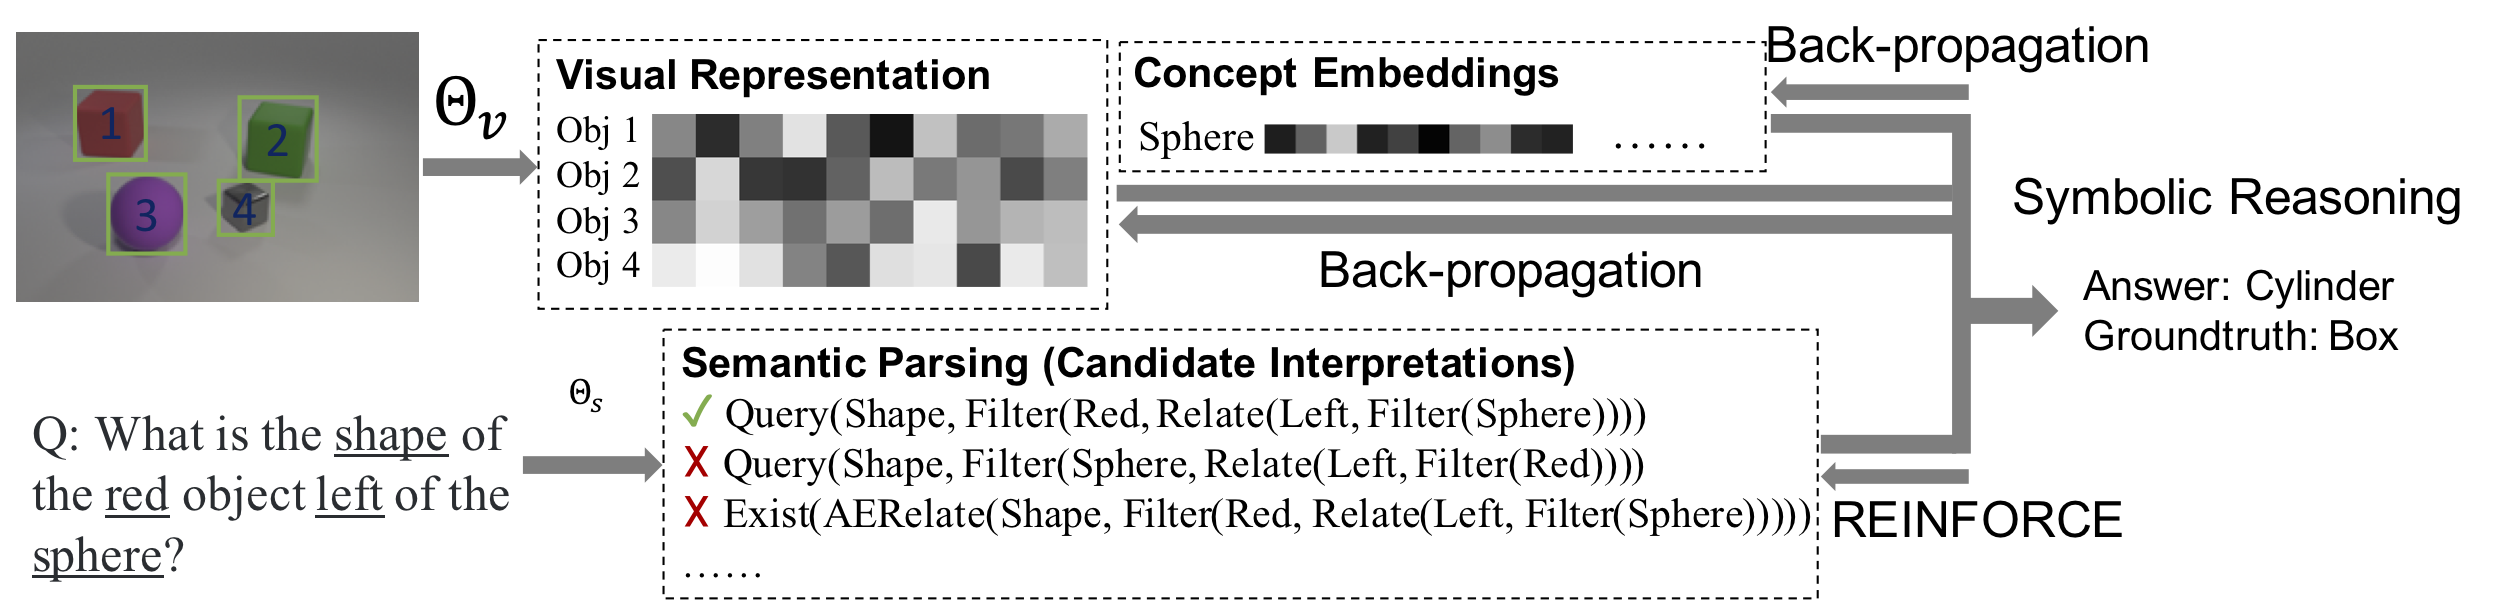 1
2
3
4
Θv
Visual Representation
Obj 1
Obj 2
Obj 3
Obj 4
Concept Embeddings
Sphere ......
Back-propagation
Back-propagation
Symbolic Reasoning
Answer: Cylinder
Groundtruth: Box
Q: What is the shape of
the red object left of the
sphere?
Θs
Semantic Parsing (Candidate Interpretations)
✓ Query(Shape, Filter(Red, Relate(Left, Filter(Sphere))))
X Query(Shape, Filter(Sphere, Relate(Left, Filter(Red))))
X Exist(AERelate(Shape, Filter(Red, Relate(Left, Filter(Sphere)))))
......
REINFORCE